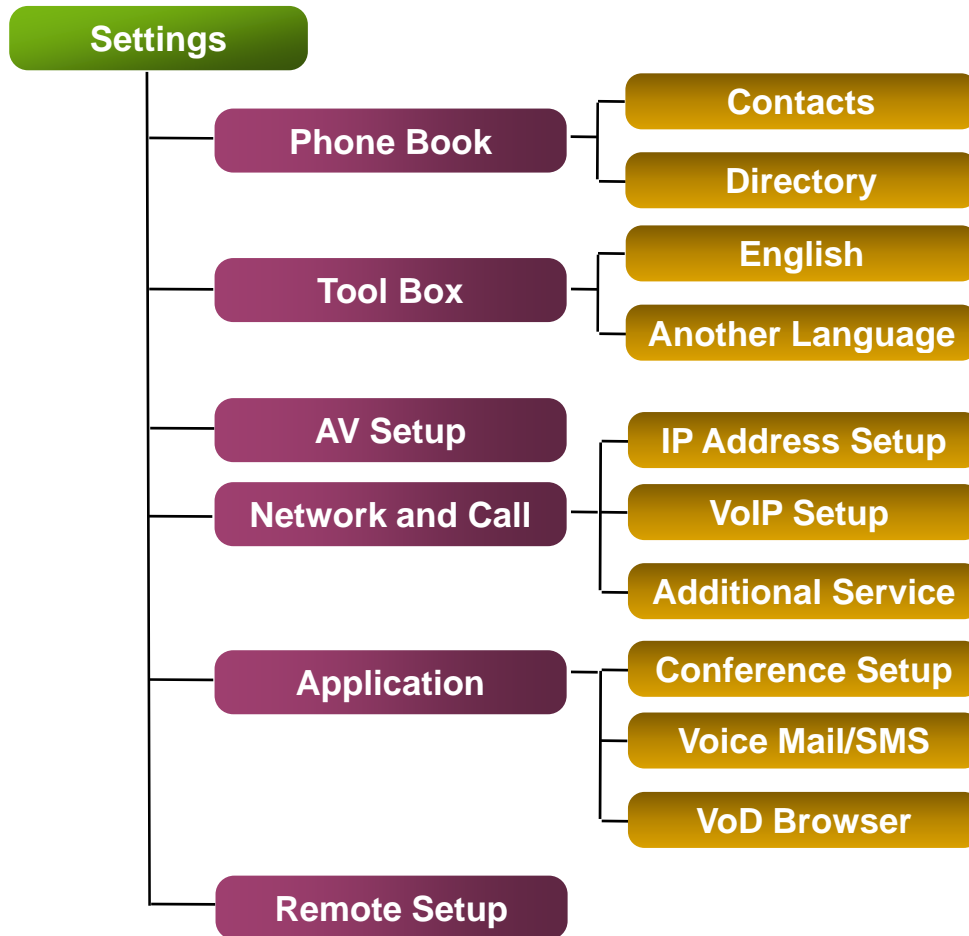 Settings
Phone Book
Contacts
Directory
Tool Box
English
Another Language
AV Setup
Network and Call
IP Address Setup
VoIP Setup
Additional Service
Application
Conference Setup
Voice Mail/SMS
VoD Browser
Remote Setup